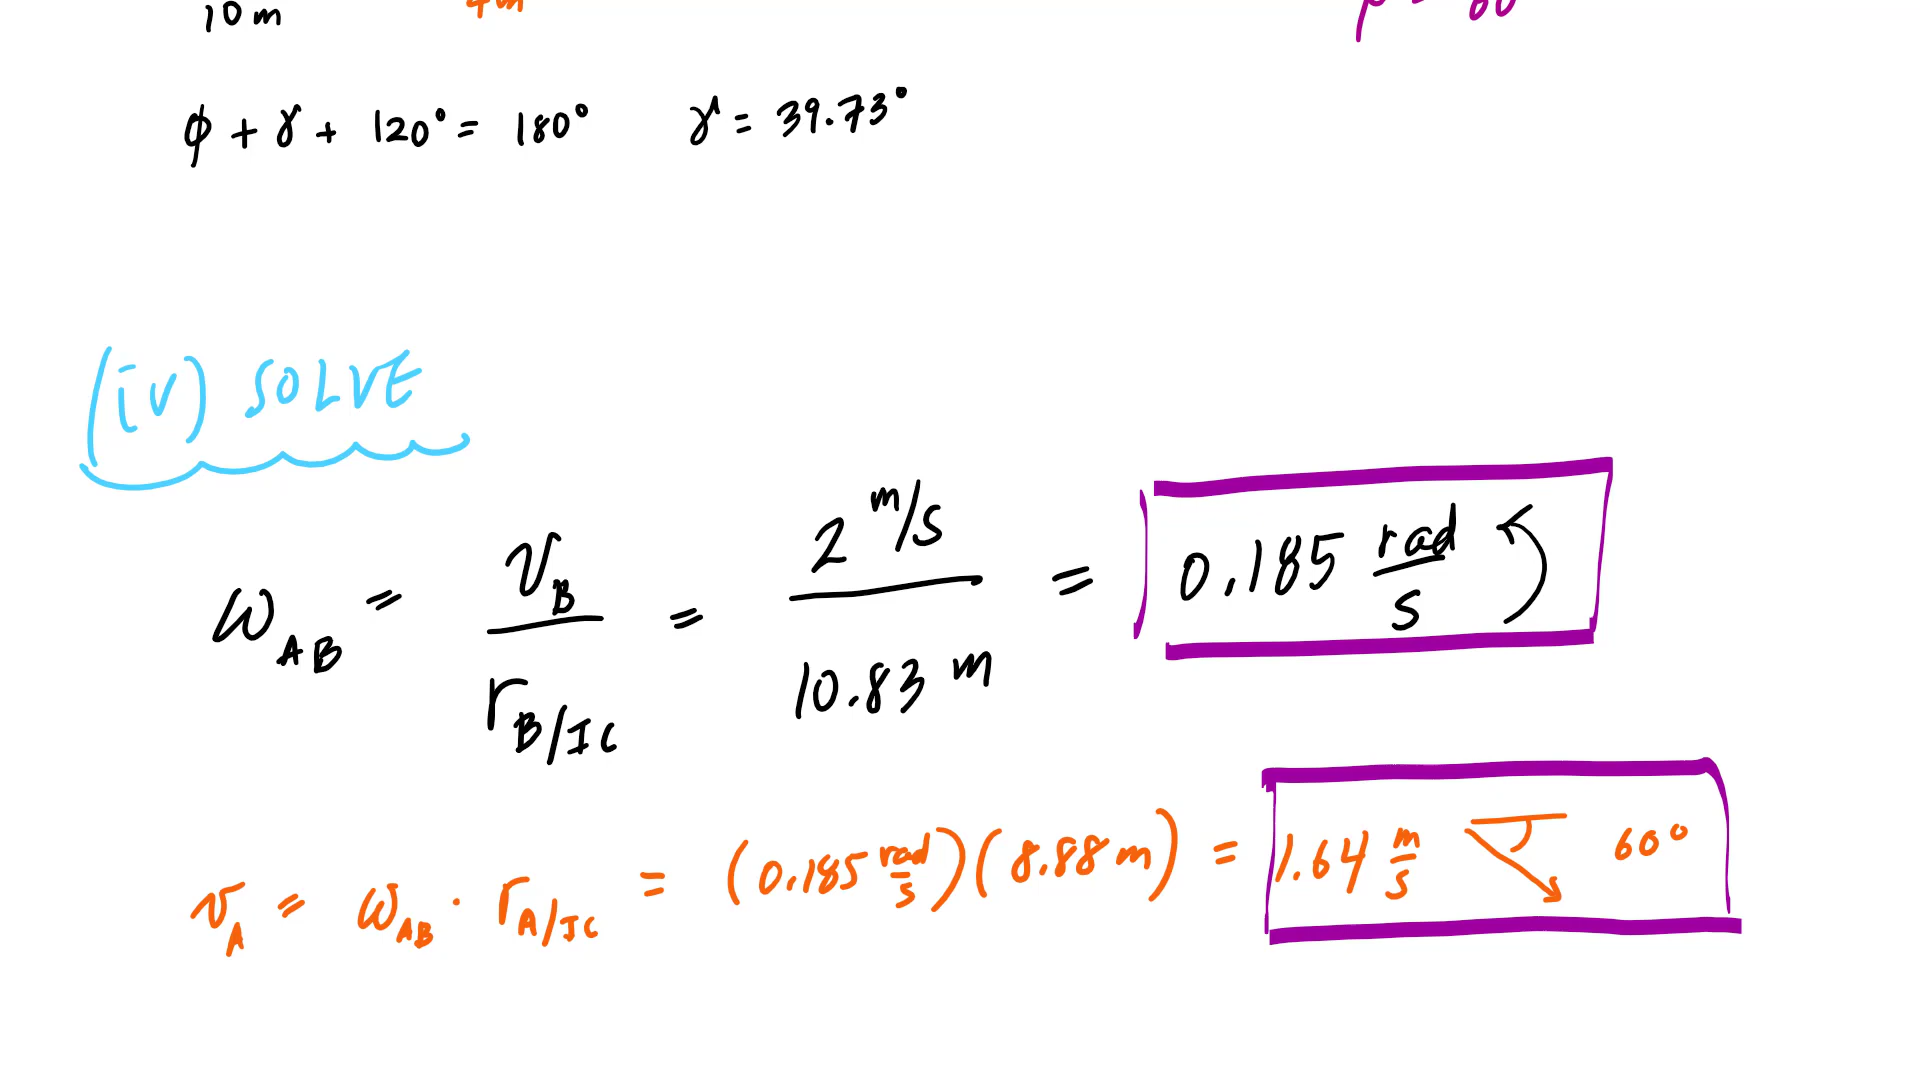 10 m 4m
ϕ + γ + 120° = 180° γ = 39.73°
(iv) SOLVE
ω_AB = v_B / r_B/IC = 2 m/s / 10.83 m = 0.185 rad/s
v_A = ω_AB · r_A/IC = (0.185 rad/s)(8.88 m) = 1.64 m/s 60°